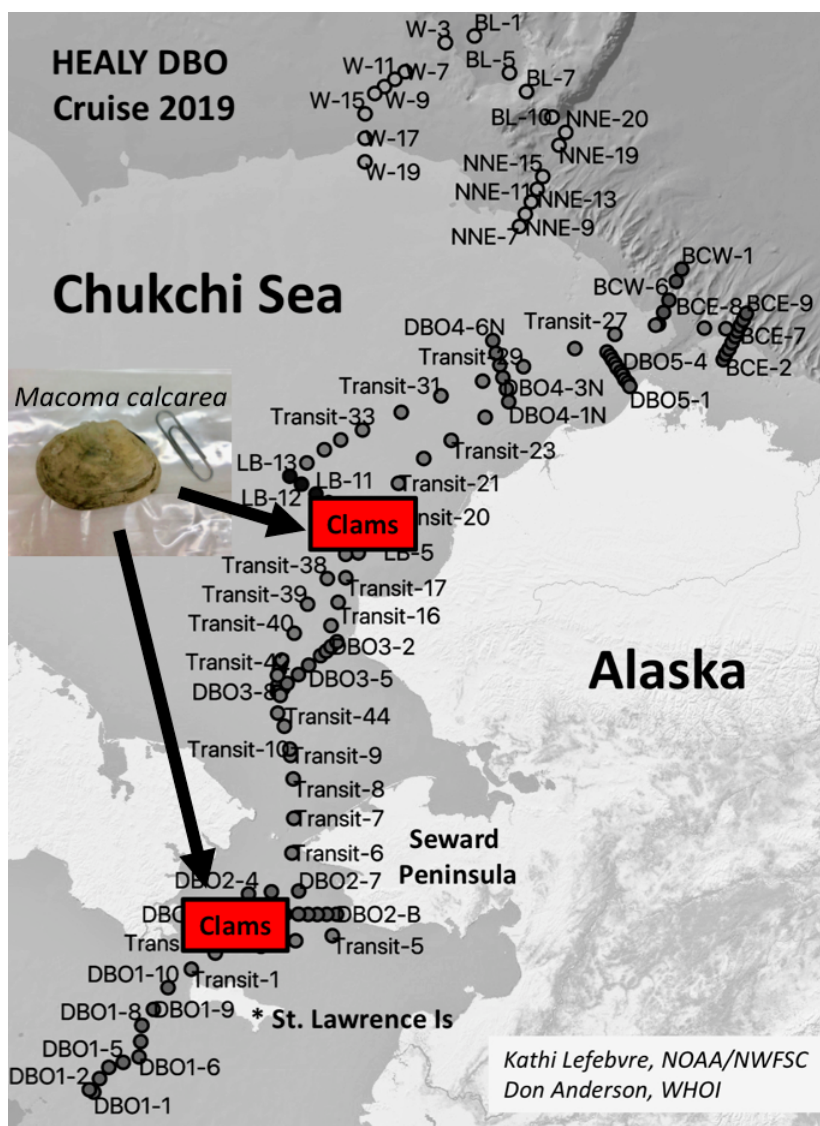 HEALY DBO
Cruise 2019
W-3
BL-1
W-11
W-7
BL-5
W-9
BL-7
W-15
BL-10
NNE-20
W-17
NNE-19
W-19
NNE-15
NNE-11
NNE-13
NNE-7
NNE-9
Chukchi Sea
BCW-1
BCW-6
BCE-8
BCE-9
DBO4-6N
Transit-27
BCE-7
Transit-29
DBO5-4
BCE-2
Macoma calcarea
Transit-31
DBO4-3N
DBO5-1
Transit-33
DBO4-1N
Transit-23
LB-13
LB-11
Transit-21
LB-12
Clams
nsit-20
LB-5
Transit-38
Transit-17
Transit-39
Transit-16
Transit-40
DBO3-2
Alaska
DBO3-5
DBO3-8
Transit-44
Transit-10
Transit-9
Transit-8
Transit-7
Seward
Peninsula
Transit-6
DBO2-4
DBO2-7
DBO
Clams
DBO2-B
Trans
Transit-5
DBO1-10
Transit-1
DBO1-8
DBO1-9
* St. Lawrence Is
DBO1-5
DBO1-6
DBO1-2
DBO1-1
Kathi Lefebvre, NOAA/NWFSC
Don Anderson, WHOI